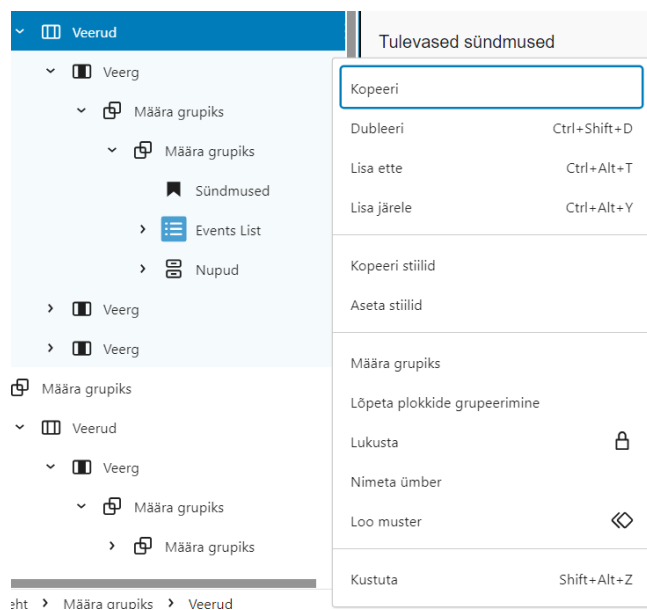 Veerud
Tulevased sündmused
Veerg
Määra grupiks
Määra grupiks
Sündmused
Events List
Nupud
Veerg
Veerg
Määra grupiks
Veerud
Veerg
Määra grupiks
Määra grupiks
Kopeeri
Dubleeri Ctrl+Shift+D
Lisa ette Ctrl+Alt+T
Lisa järele Ctrl+Alt+Y
Kopeeri stiilid
Aseta stiilid
Määra grupiks
Lõpeta plokkide grupeerimine
Lukusta
Nimeta ümber
Loo muster
Kustuta Shift+Alt+Z
Määra grupiks > Veerud